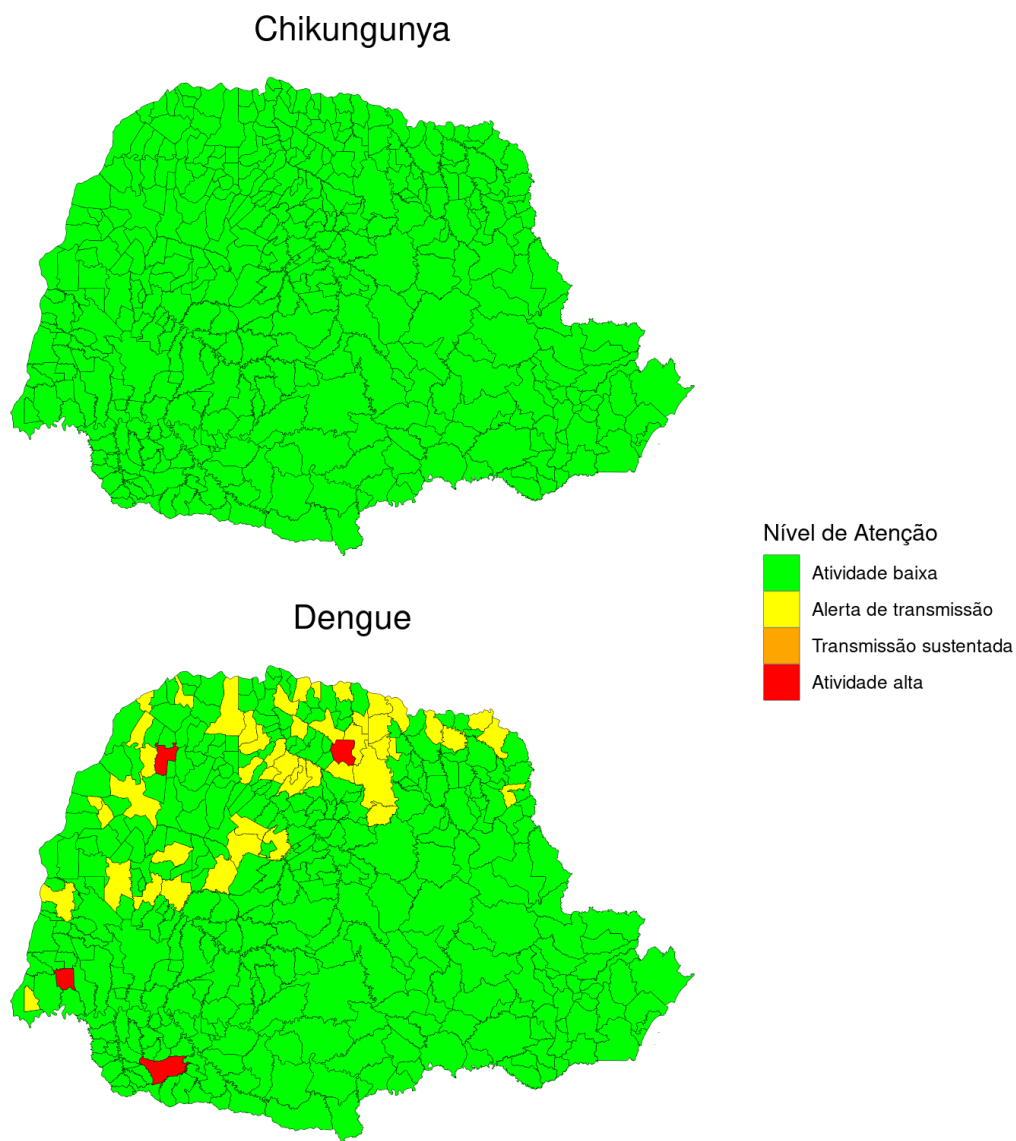 Chikungunya
Nível de Atenção
Atividade baixa
Alerta de transmissão
Transmissão sustentada
Atividade alta
Dengue